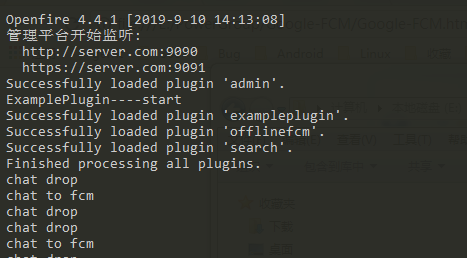 Openfire 4.4.1 [2019-9-10 14:13:08]
管理平台开始监听:
http://server.com:9090
https://server.com:9091
Successfully loaded plugin 'admin'.
ExamplePlugin----start
Successfully loaded plugin 'exampleplugin'.
Successfully loaded plugin 'offlinefcm'.
Successfully loaded plugin 'search'.
Finished processing all plugins.
chat drop
chat to fcm
chat drop
chat drop
chat to fcm
chat drop